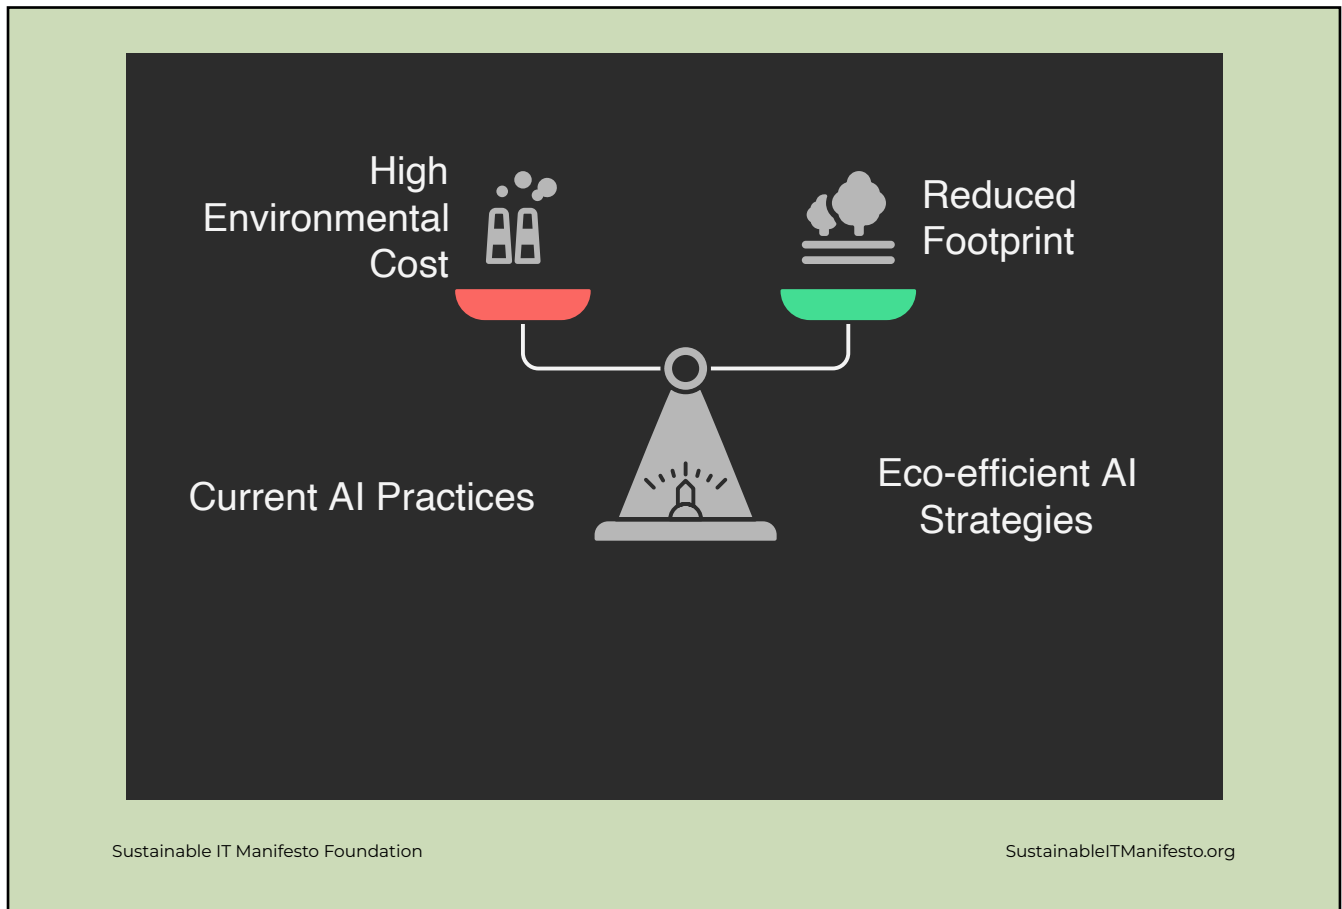 High
Environmental
Cost
Reduced
Footprint
Current AI Practices
Eco-efficient AI
Strategies
Sustainable IT Manifesto Foundation
SustainableITManifesto.org